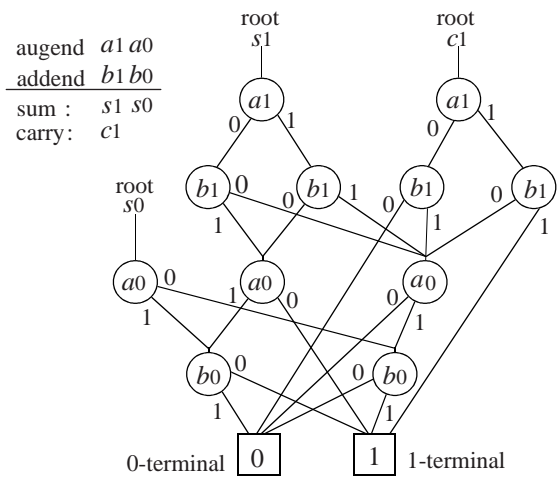 root
s1
root
c1
augend a1 a0
addend b1 b0
sum : s1 s0
carry: c1
a1
a1
0 1
0 1
b1 0
0 b1 1
0 b1
0 b1
1
1
1
root
s0
a0 0
1
1 a0 0
0 a0
1
b0 0
1
0 b0
1
0-terminal 0
1 1-terminal